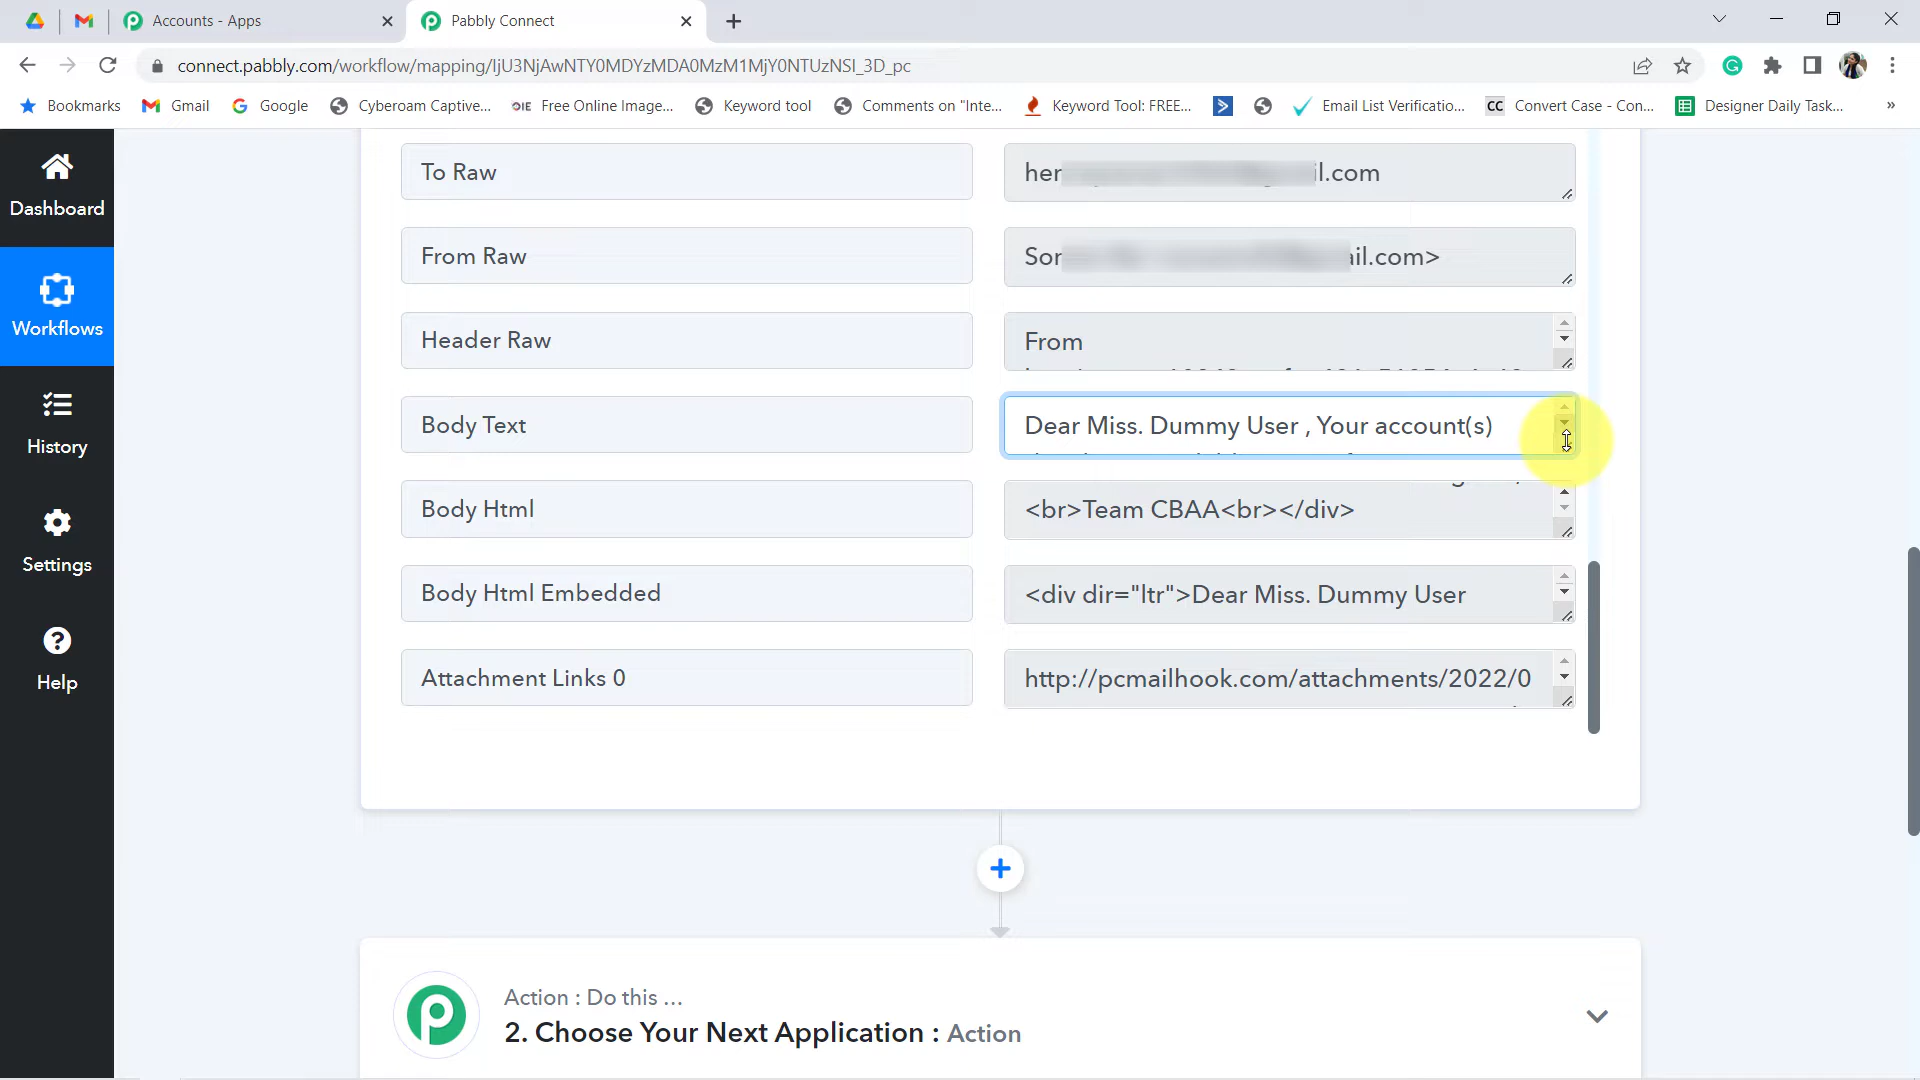 Accounts - Apps
Pabbly Connect
connect.pabbly.com/workflow/mapping/IjU3NjAwNTY0MDYzMDA0MzM1MjY0NTUzNSI_3D_pc
Bookmarks
Gmail
Google
Cyberoam Captive...
OIE
Free Online Image...
Keyword tool
Comments on "Inte...
Keyword Tool: FREE...
Email List Verificatio...
CC
Convert Case - Con...
Designer Daily Task...
»
Dashboard
Workflows
History
Settings
Help
To Raw
her
il.com
From Raw
Sor
ail.com>
Header Raw
From
Body Text
Dear Miss. Dummy User , Your account(s)
Body Html
<br>Team CBAA<br></div>
Body Html Embedded
<div dir="ltr">Dear Miss. Dummy User
Attachment Links 0
http://pcmailhook.com/attachments/2022/0
Action : Do this ...
2. Choose Your Next Application : Action